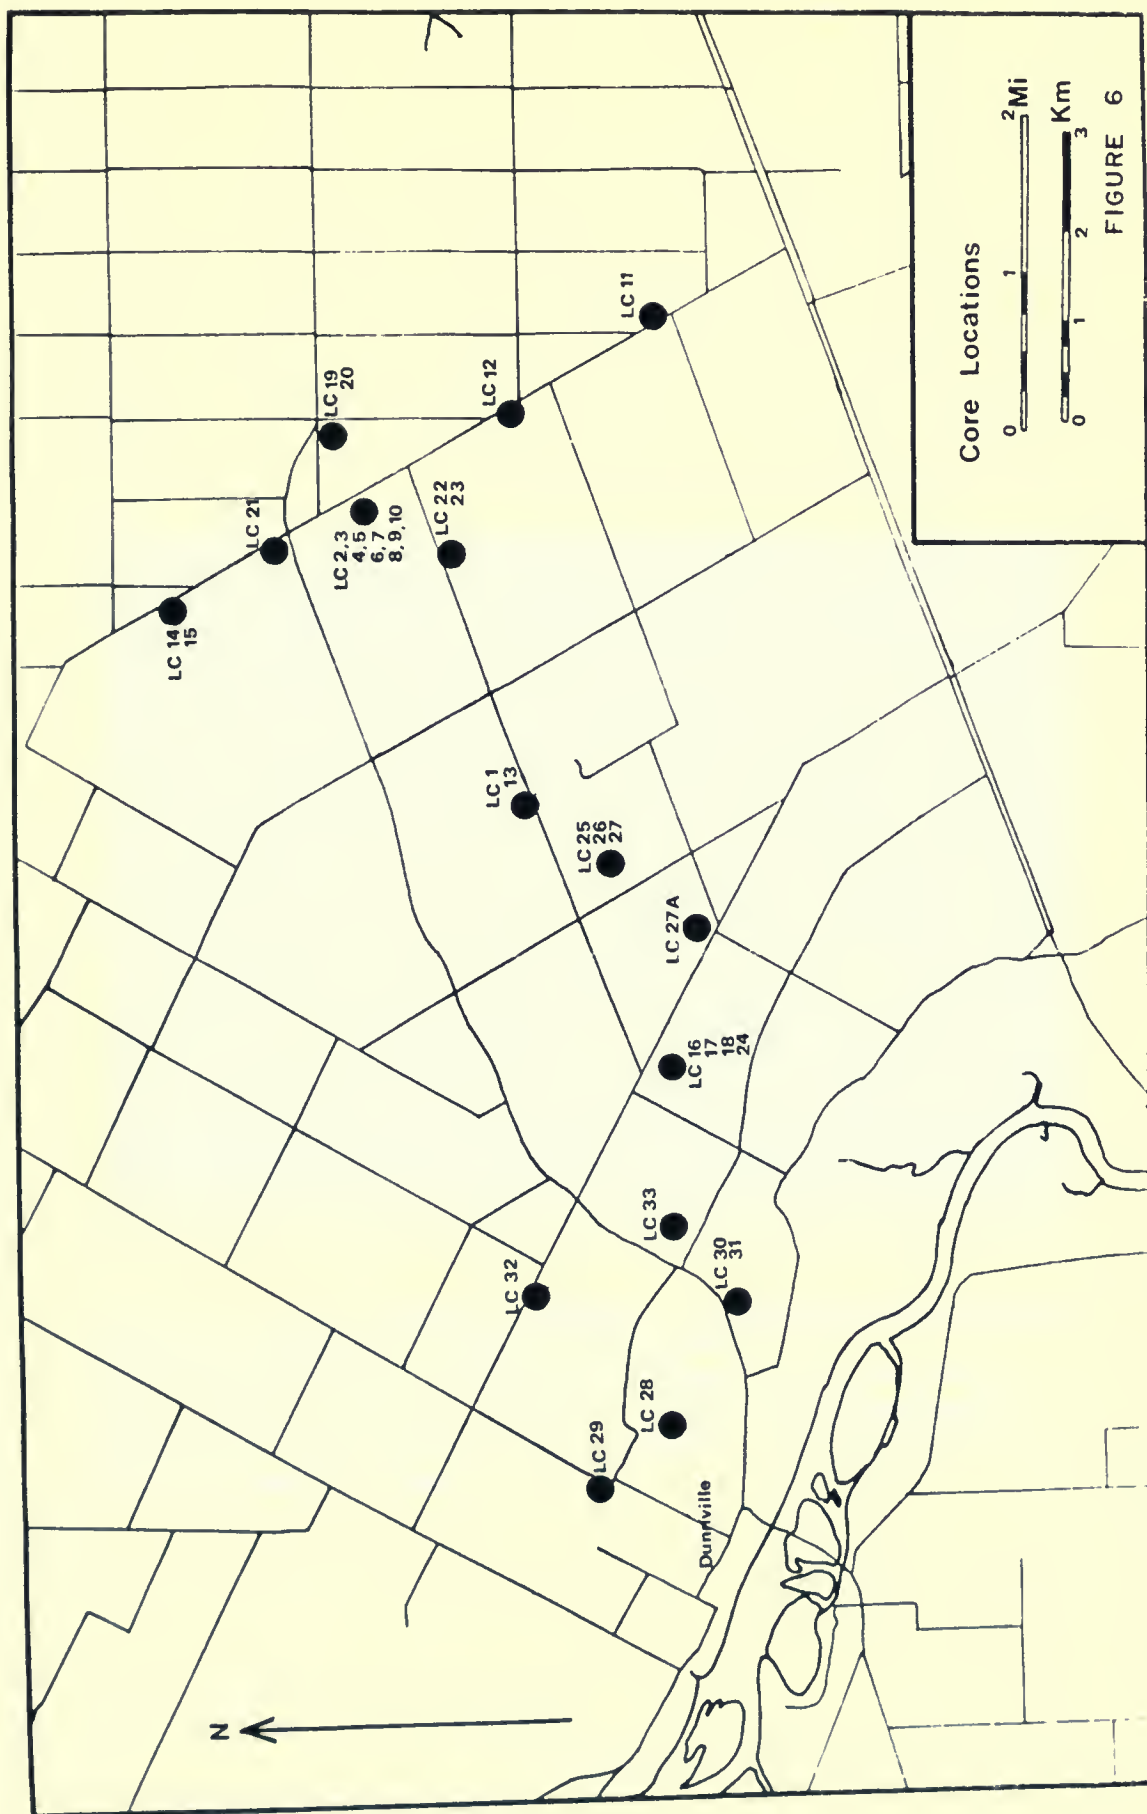 N
Dunnville
LC 29
LC 28
LC 32
LC 30
31
LC 33
LC 16
17
18
24
LC 27A
LC 25
26
27
LC 1
13
LC 14
15
LC 21
LC 2,3
4,5
6,7
8,9,10
LC 22
23
LC 19
20
LC 12
LC 11
Core Locations
0 1 2 Mi
Km
0 1 2 3
FIGURE 6